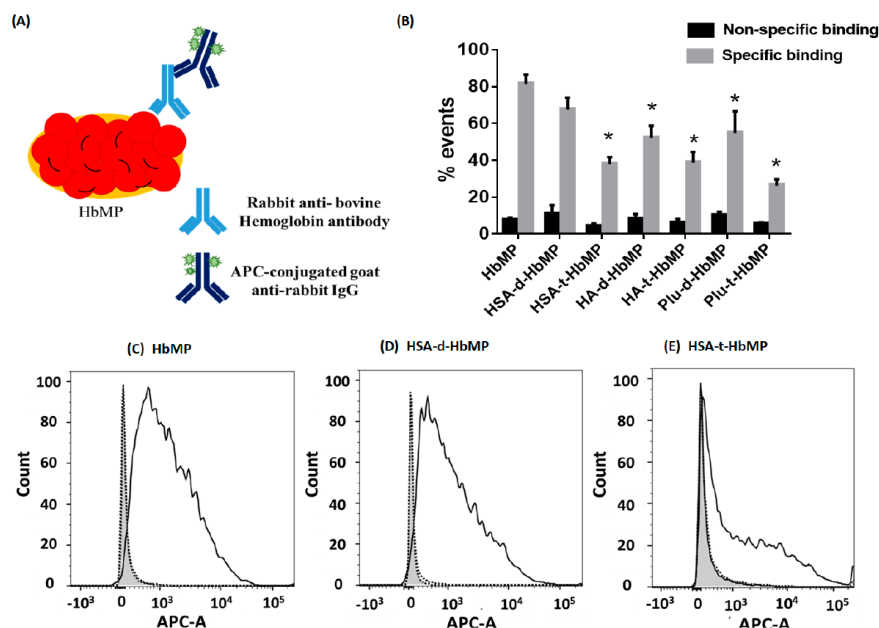 (A)
HbMP
Rabbit anti- bovine
Hemoglobin antibody
APC-conjugated goat
anti-rabbit IgG
(B)
Non-specific binding
Specific binding
% events
100
80
60
40
20
0
* * * * *
HbMP
HSA-d-HbMP
HSA-t-HbMP
HA-d-HbMP
HA-t-HbMP
Plu-d-HbMP
Plu-t-HbMP
(C) HbMP
Count
100
80
60
40
20
0
-10³ 0 10³ 10⁴ 10⁵
APC-A
(D) HSA-d-HbMP
Count
100
80
60
40
20
0
-10³ 0 10³ 10⁴ 10⁵
APC-A
(E) HSA-t-HbMP
Count
100
80
60
40
20
0
-10³ 0 10³ 10⁴ 10⁵
APC-A